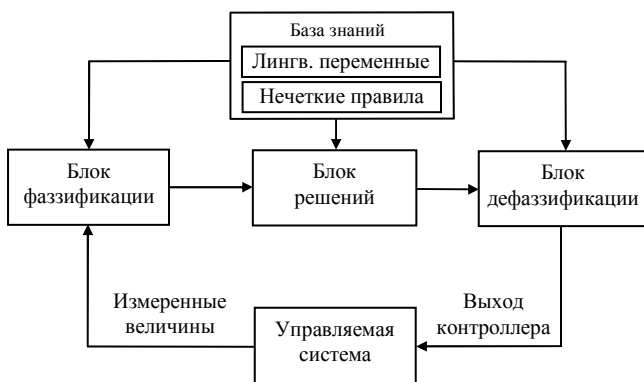 База знаний
Лингв. переменные
Нечеткие правила
Блок
фаззификации
Блок
решений
Блок
дефаззификации
Измеренные
величины
Выход
контроллера
Управляемая
система